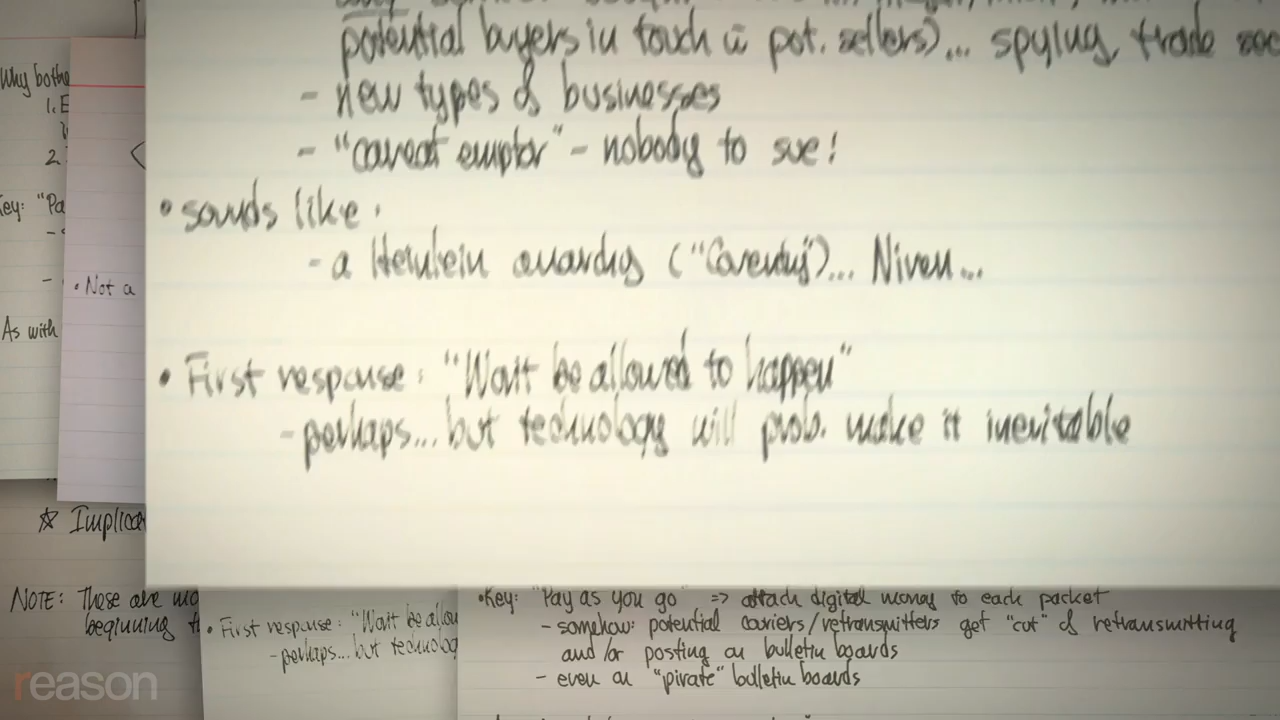 potential buyers in touch c̄ pot. sellers)... spying, trade
- new types of businesses
- "caveat emptor" - nobody to sue!
• sounds like:
- a Heinlein anarchy ("Coventry")... Niven...
• First response: "Won't be allowed to happen"
- perhaps... but technology will prob. make it inevitable
Why bothe
1. E
2.
Key: "Pa
• Not a
As with
☆ Implica
NOTE: These are mo
beginning t
• First response: "Won't be allow
- perhaps... but technolog
• Key: "Pay as you go" => attach digital money to each packet
- somehow: potential carriers/retransmitters get "cut" of retransmitting
and/or posting on bulletin boards
- even on "pirate" bulletin boards
reason